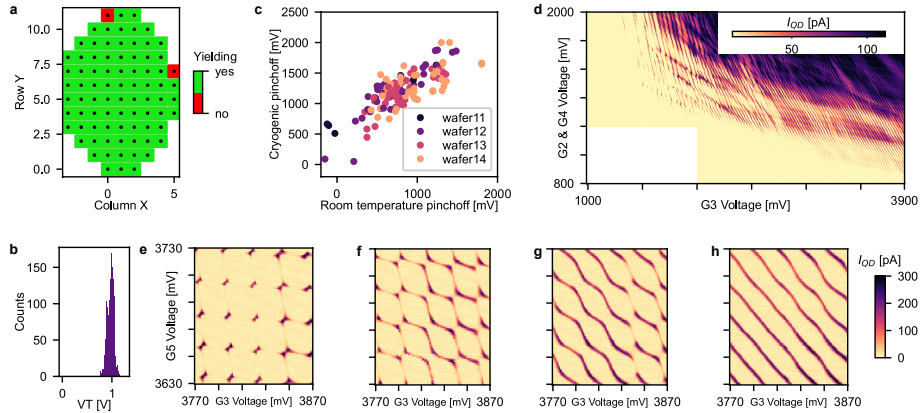 a
10.0
7.5
5.0
2.5
0.0
Row Y
0
5
Column X
Yielding
yes
no
c
2000
1500
1000
500
0
Cryogenic pinchoff [mV]
wafer11
wafer12
wafer13
wafer14
0
1000
2000
Room temperature pinchoff [mV]
d
2000
800
G2 & G4 Voltage [mV]
I_QD [pA]
50
100
1000
3900
G3 Voltage [mV]
b
150
100
50
0
Counts
0
1
VT [V]
e
3730
3630
G5 Voltage [mV]
3770
G3 Voltage [mV]
3870
f
3770
G3 Voltage [mV]
3870
g
3770
G3 Voltage [mV]
3870
h
3770
G3 Voltage [mV]
3870
I_QD [pA]
300
200
100
0